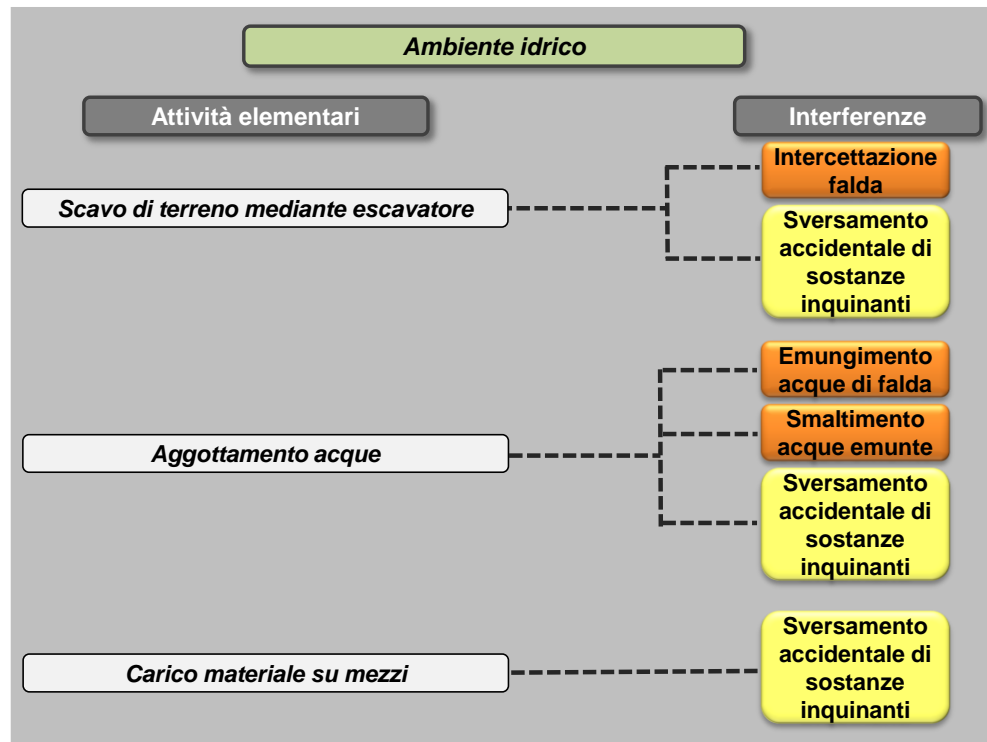 Ambiente idrico
Attività elementari
Interferenze
Scavo di terreno mediante escavatore
Intercettazione
falda
Sversamento
accidentale di
sostanze
inquinanti
Aggottamento acque
Emungimento
acque di falda
Smaltimento
acque emunte
Sversamento
accidentale di
sostanze
inquinanti
Carico materiale su mezzi
Sversamento
accidentale di
sostanze
inquinanti